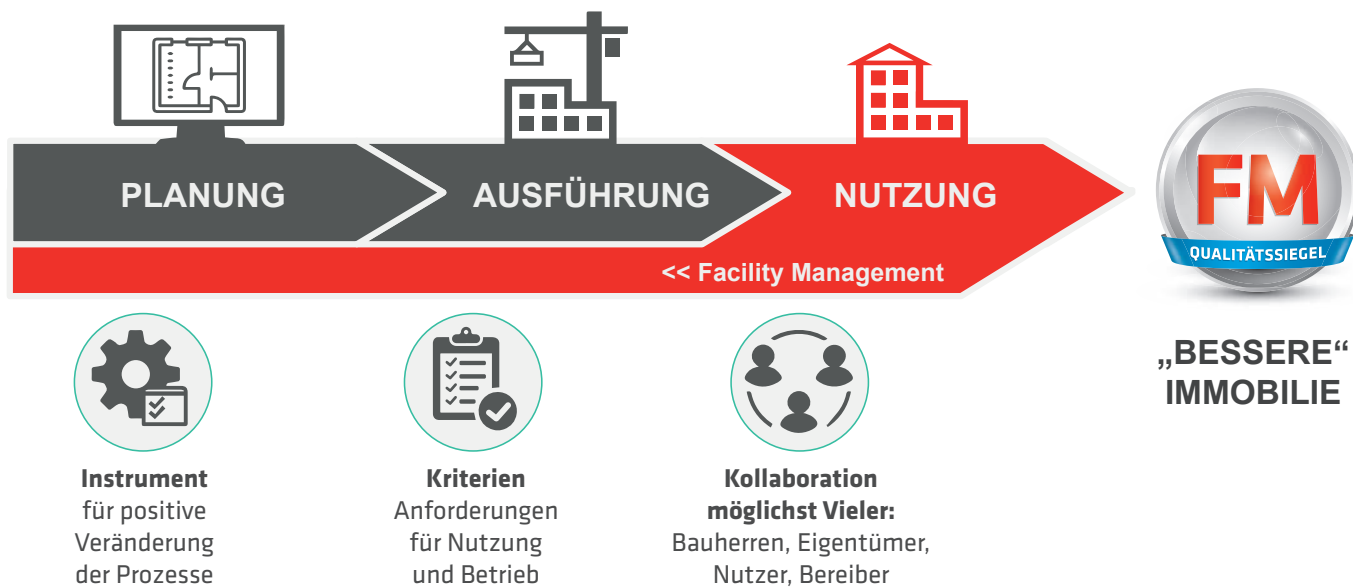 PLANUNG
AUSFÜHRUNG
NUTZUNG
<< Facility Management
FM
QUALITÄTSSIEGEL
„BESSERE“
IMMOBILIE
Instrument
für positive
Veränderung
der Prozesse
Kriterien
Anforderungen
für Nutzung
und Betrieb
Kollaboration
möglichst Vieler:
Bauherren, Eigentümer,
Nutzer, Bereiber